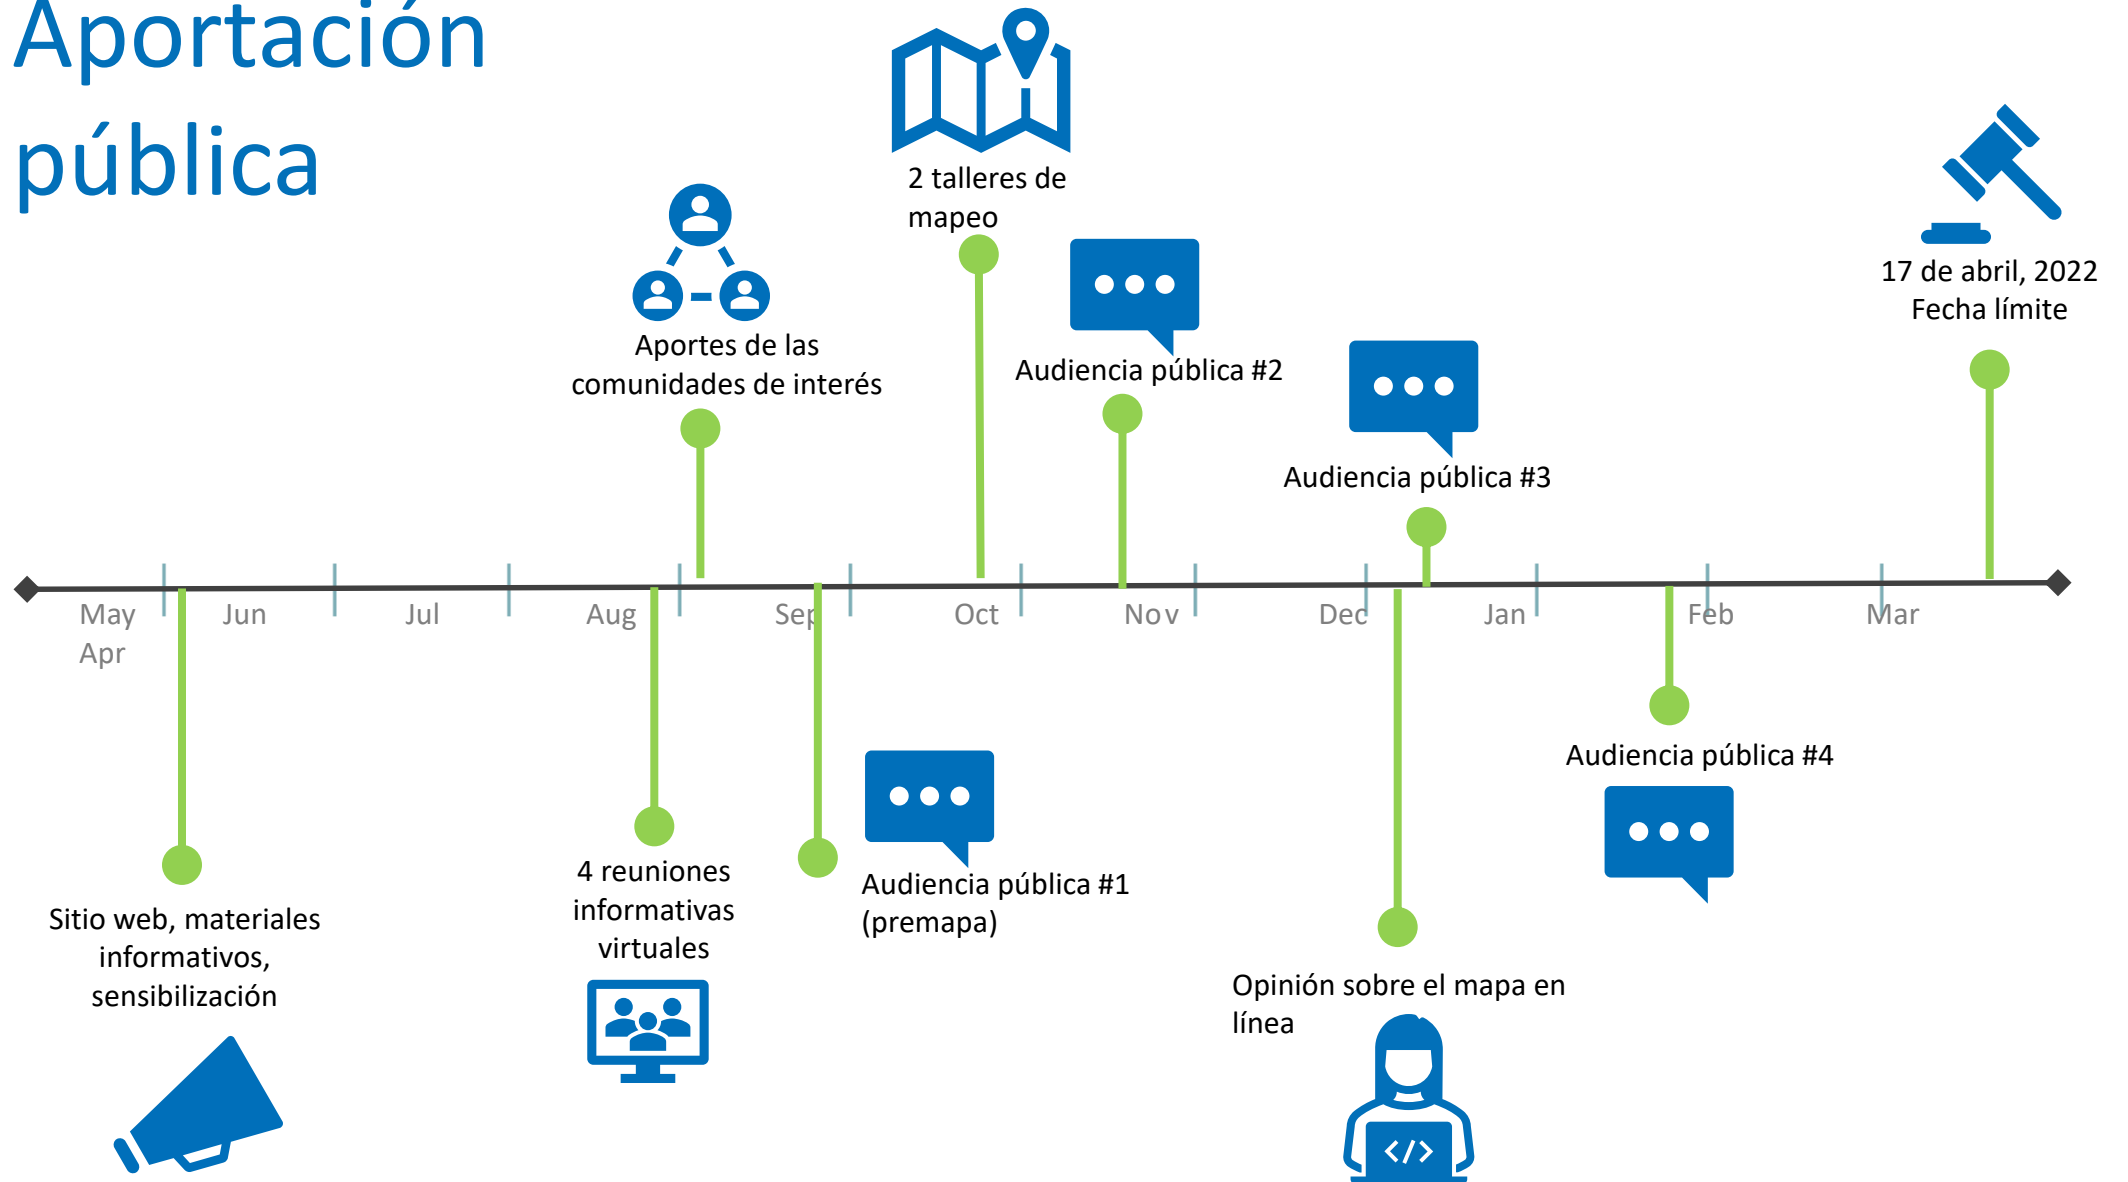 Aportación
pública
2 talleres de
mapeo
17 de abril, 2022
Fecha límite
Aportes de las
comunidades de interés
Audiencia pública #2
Audiencia pública #3
May Jun Jul Aug Sep Oct Nov Dec Jan Feb Mar
Apr
Audiencia pública #4
4 reuniones
informativas
virtuales
Audiencia pública #1
(premapa)
Sitio web, materiales
informativos,
sensibilización
Opinión sobre el mapa en
línea
</>